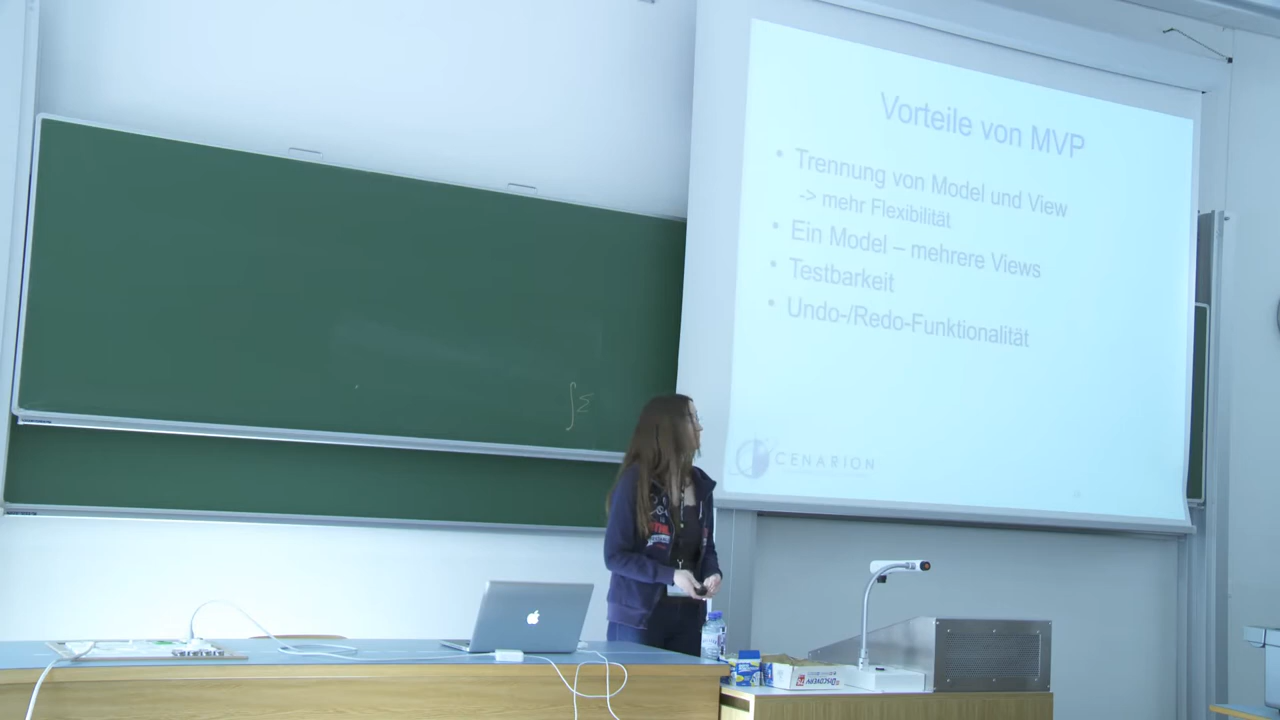 Vorteile von MVP
• Trennung von Model und View
-> mehr Flexibilität
• Ein Model – mehrere Views
• Testbarkeit
• Undo-/Redo-Funktionalität
CENARION
∫Σ
DISCOVERY